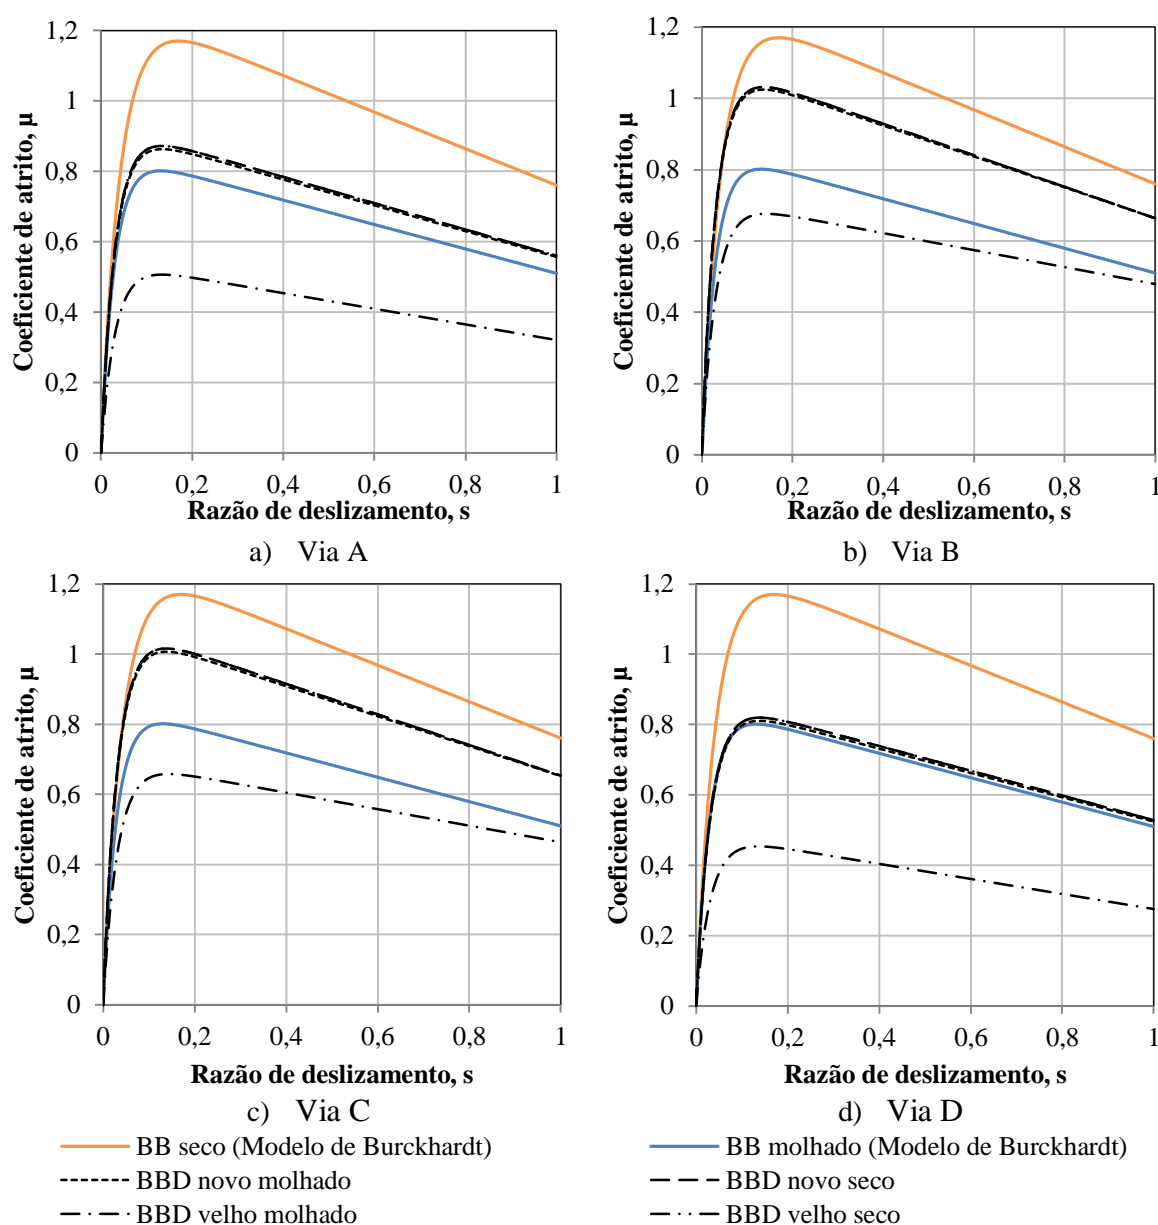 1,2
1
0,8
0,6
0,4
0,2
0
Coeficiente de atrito, µ
0 0,2 0,4 0,6 0,8 1
Razão de deslizamento, s
a) Via A
1,2
1
0,8
0,6
0,4
0,2
0
Coeficiente de atrito, µ
0 0,2 0,4 0,6 0,8 1
Razão de deslizamento, s
b) Via B
1,2
1
0,8
0,6
0,4
0,2
0
Coeficiente de atrito, µ
0 0,2 0,4 0,6 0,8 1
Razão de deslizamento, s
c) Via C
1,2
1
0,8
0,6
0,4
0,2
0
Coeficiente de atrito, µ
0 0,2 0,4 0,6 0,8 1
Razão de deslizamento, s
d) Via D
BB seco (Modelo de Burckhardt)
BB molhado (Modelo de Burckhardt)
BBD novo molhado
BBD novo seco
BBD velho molhado
BBD velho seco